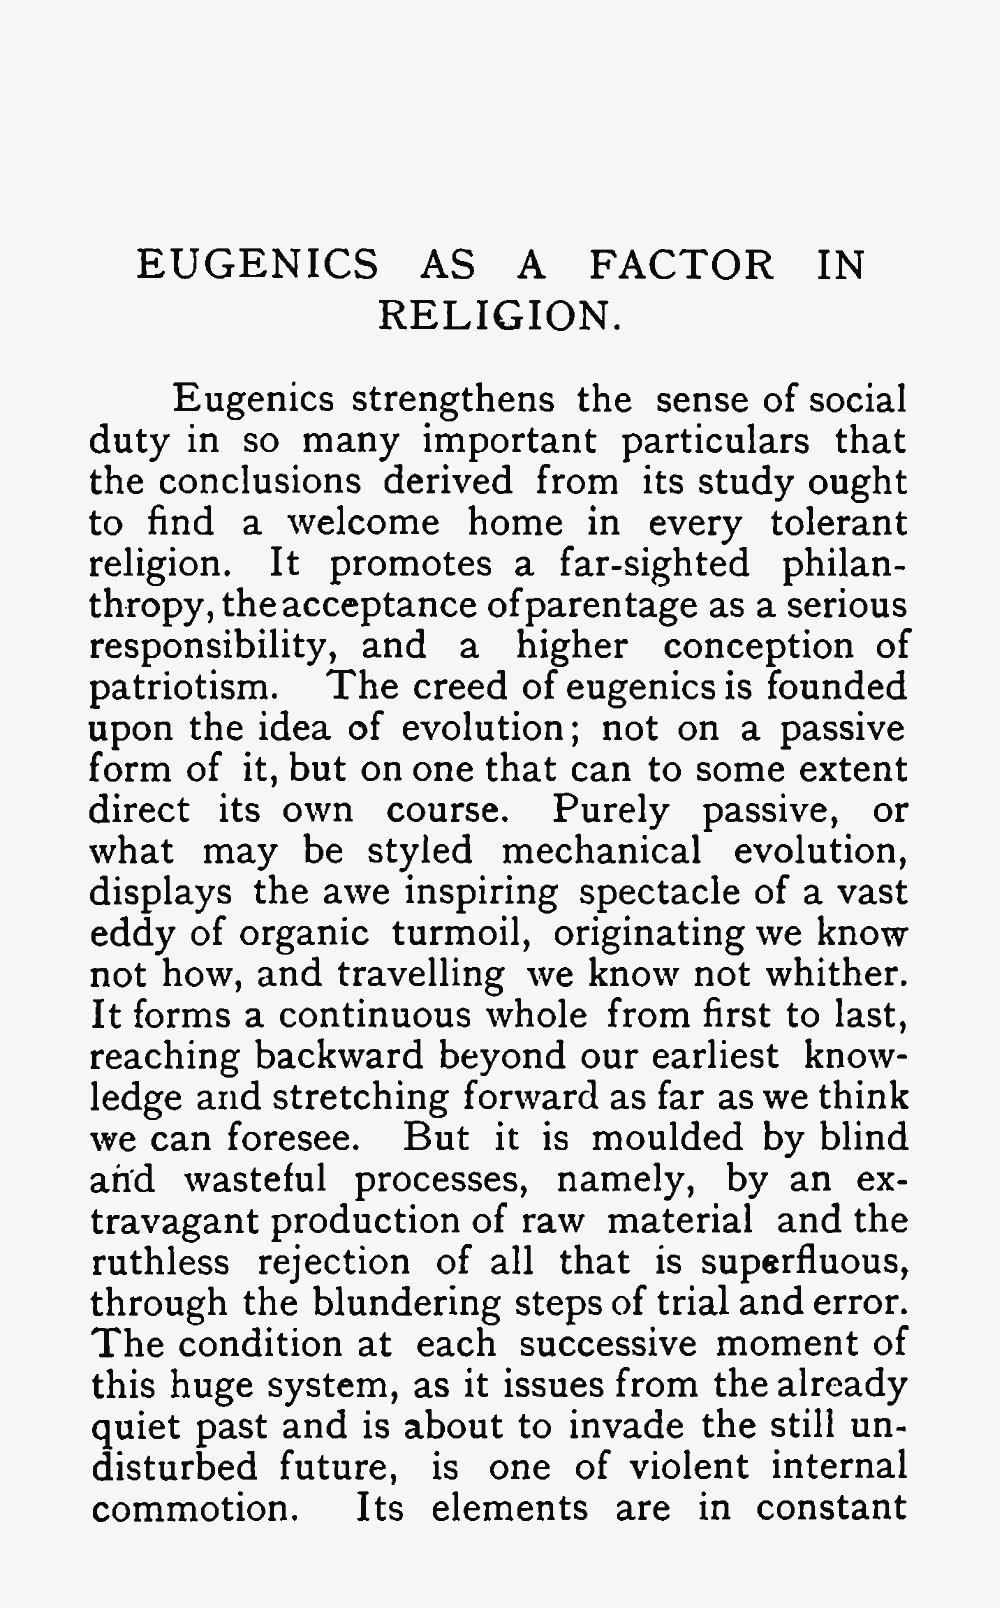 EUGENICS AS A FACTOR IN
RELIGION.
Eugenics strengthens the sense of social
duty in so many important particulars that
the conclusions derived from its study ought
to find a welcome home in every tolerant
religion. It promotes a far-sighted philan-
thropy, the acceptance of parentage as a serious
responsibility, and a higher conception of
patriotism. The creed of eugenics is founded
upon the idea of evolution; not on a passive
form of it, but on one that can to some extent
direct its own course. Purely passive, or
what may be styled mechanical evolution,
displays the awe inspiring spectacle of a vast
eddy of organic turmoil, originating we know
not how, and travelling we know not whither.
It forms a continuous whole from first to last,
reaching backward beyond our earliest know-
ledge and stretching forward as far as we think
we can foresee. But it is moulded by blind
and wasteful processes, namely, by an ex-
travagant production of raw material and the
ruthless rejection of all that is superfluous,
through the blundering steps of trial and error.
The condition at each successive moment of
this huge system, as it issues from the already
quiet past and is about to invade the still un-
disturbed future, is one of violent internal
commotion. Its elements are in constant